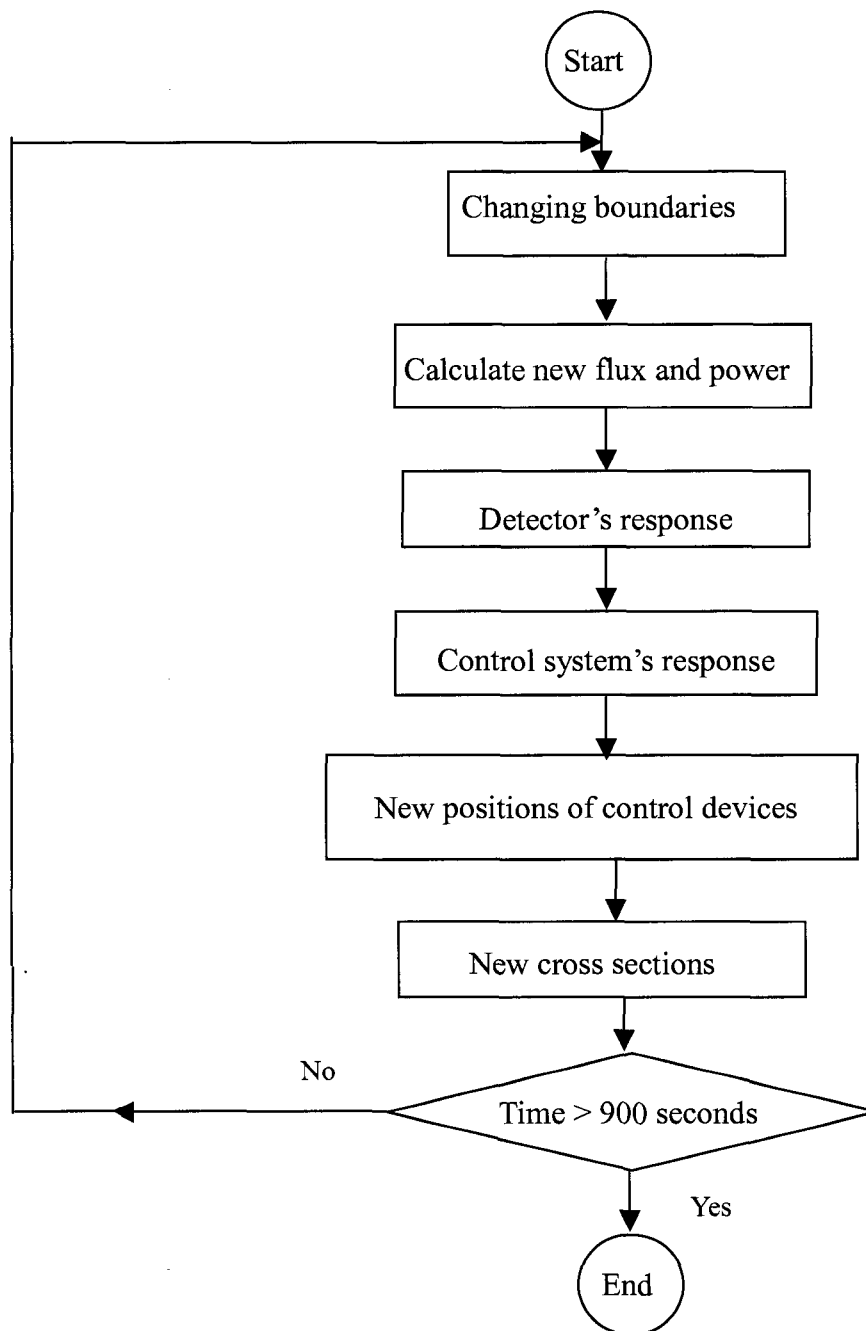 Start
Changing boundaries
Calculate new flux and power
Detector's response
Control system's response
New positions of control devices
New cross sections
No
Time > 900 seconds
Yes
End